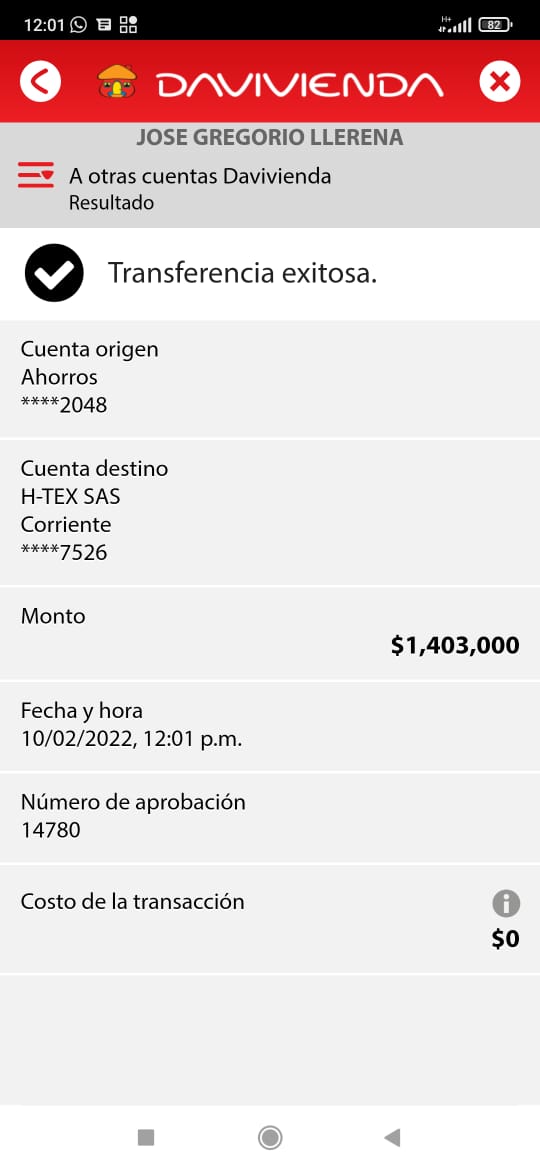 12:01
H+
82
DAVIVIENDA
JOSE GREGORIO LLERENA
A otras cuentas Davivienda
Resultado
Transferencia exitosa.
Cuenta origen
Ahorros
****2048
Cuenta destino
H-TEX SAS
Corriente
****7526
Monto
$1,403,000
Fecha y hora
10/02/2022, 12:01 p.m.
Número de aprobación
14780
Costo de la transacción
$0